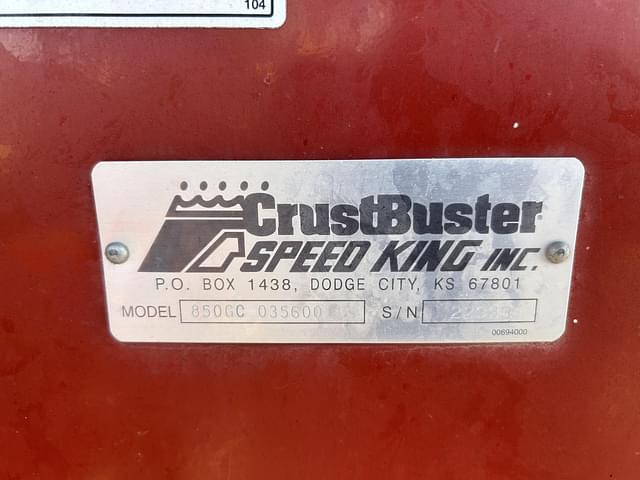 104
CrustBuster
SPEED KING INC.
P.O. BOX 1438, DODGE CITY, KS 67801
MODEL 850GC 035600 S/N
00694000